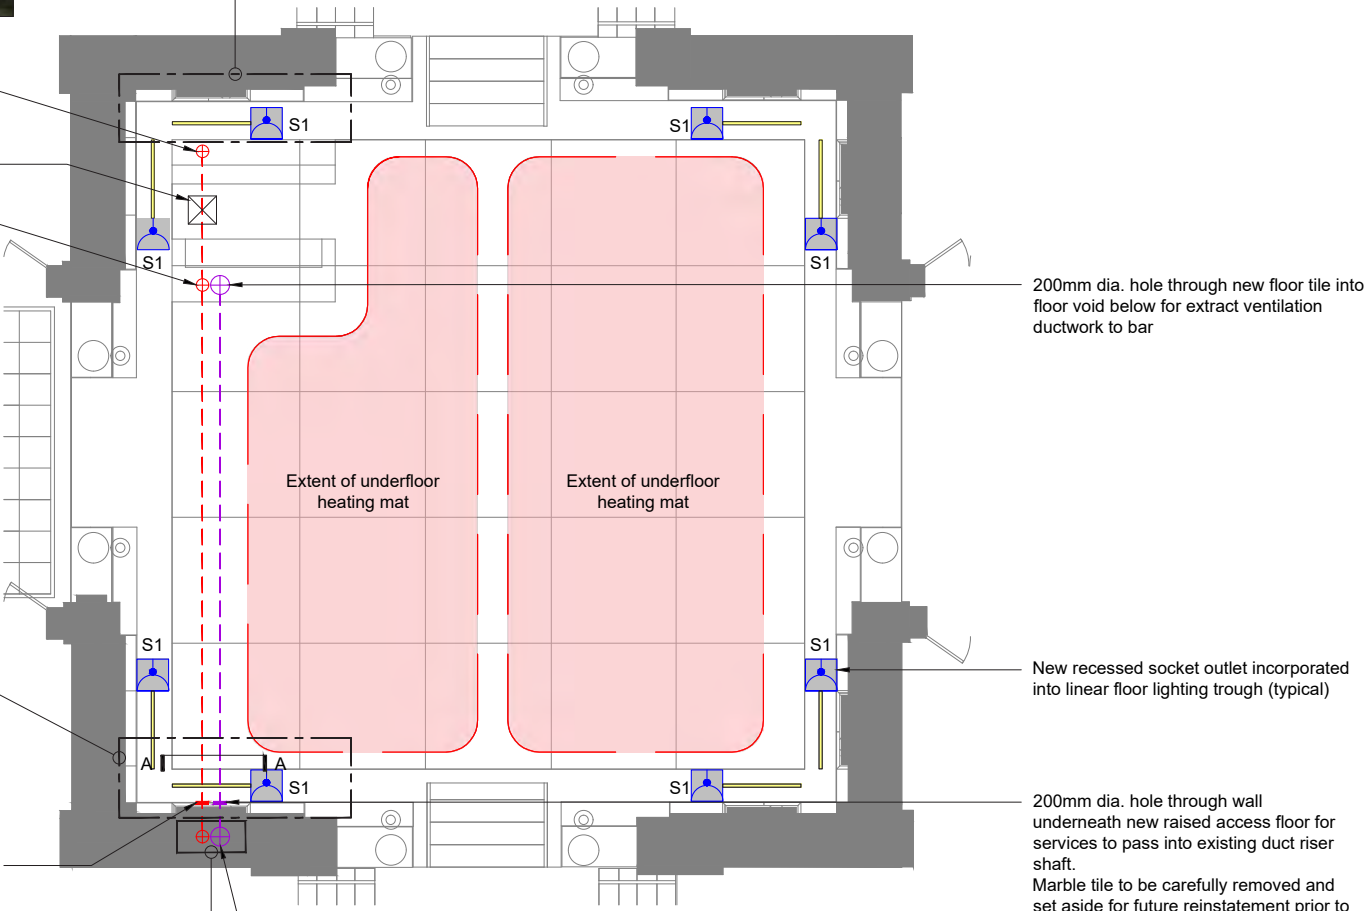 S1
S1
S1
S1
200mm dia. hole through new floor tile into
floor void below for extract ventilation
ductwork to bar
Extent of underfloor
heating mat
Extent of underfloor
heating mat
S1
S1
New recessed socket outlet incorporated
into linear floor lighting trough (typical)
A
A
S1
S1
200mm dia. hole through wall
underneath new raised access floor for
services to pass into existing duct riser
shaft.
Marble tile to be carefully removed and
set aside for future reinstatement prior to